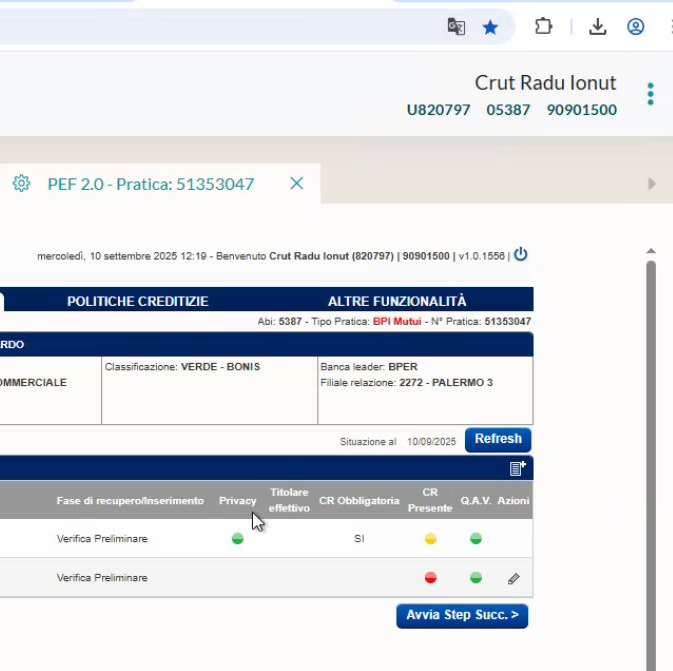 Crut Radu Ionut
U820797 05387 90901500
PEF 2.0 - Pratica: 51353047
mercoledì, 10 settembre 2025 12:19 - Benvenuto Crut Radu Ionut (820797) | 90901500 | v1.0.1556 |
POLITICHE CREDITIZIE ALTRE FUNZIONALITÀ
Abi: 5387 - Tipo Pratica: BPI Mutui - N° Pratica: 51353047
RDO
Classificazione: VERDE - BONIS Banca leader: BPER
OMMERCIALE Filiale relazione: 2272 - PALERMO 3
Situazione al 10/09/2025 Refresh
Fase di recupero/Inserimento Privacy Titolare effettivo CR Obbligatoria CR Presente Q.A.V. Azioni
Verifica Preliminare SI
Verifica Preliminare
Avvia Step Succ. >